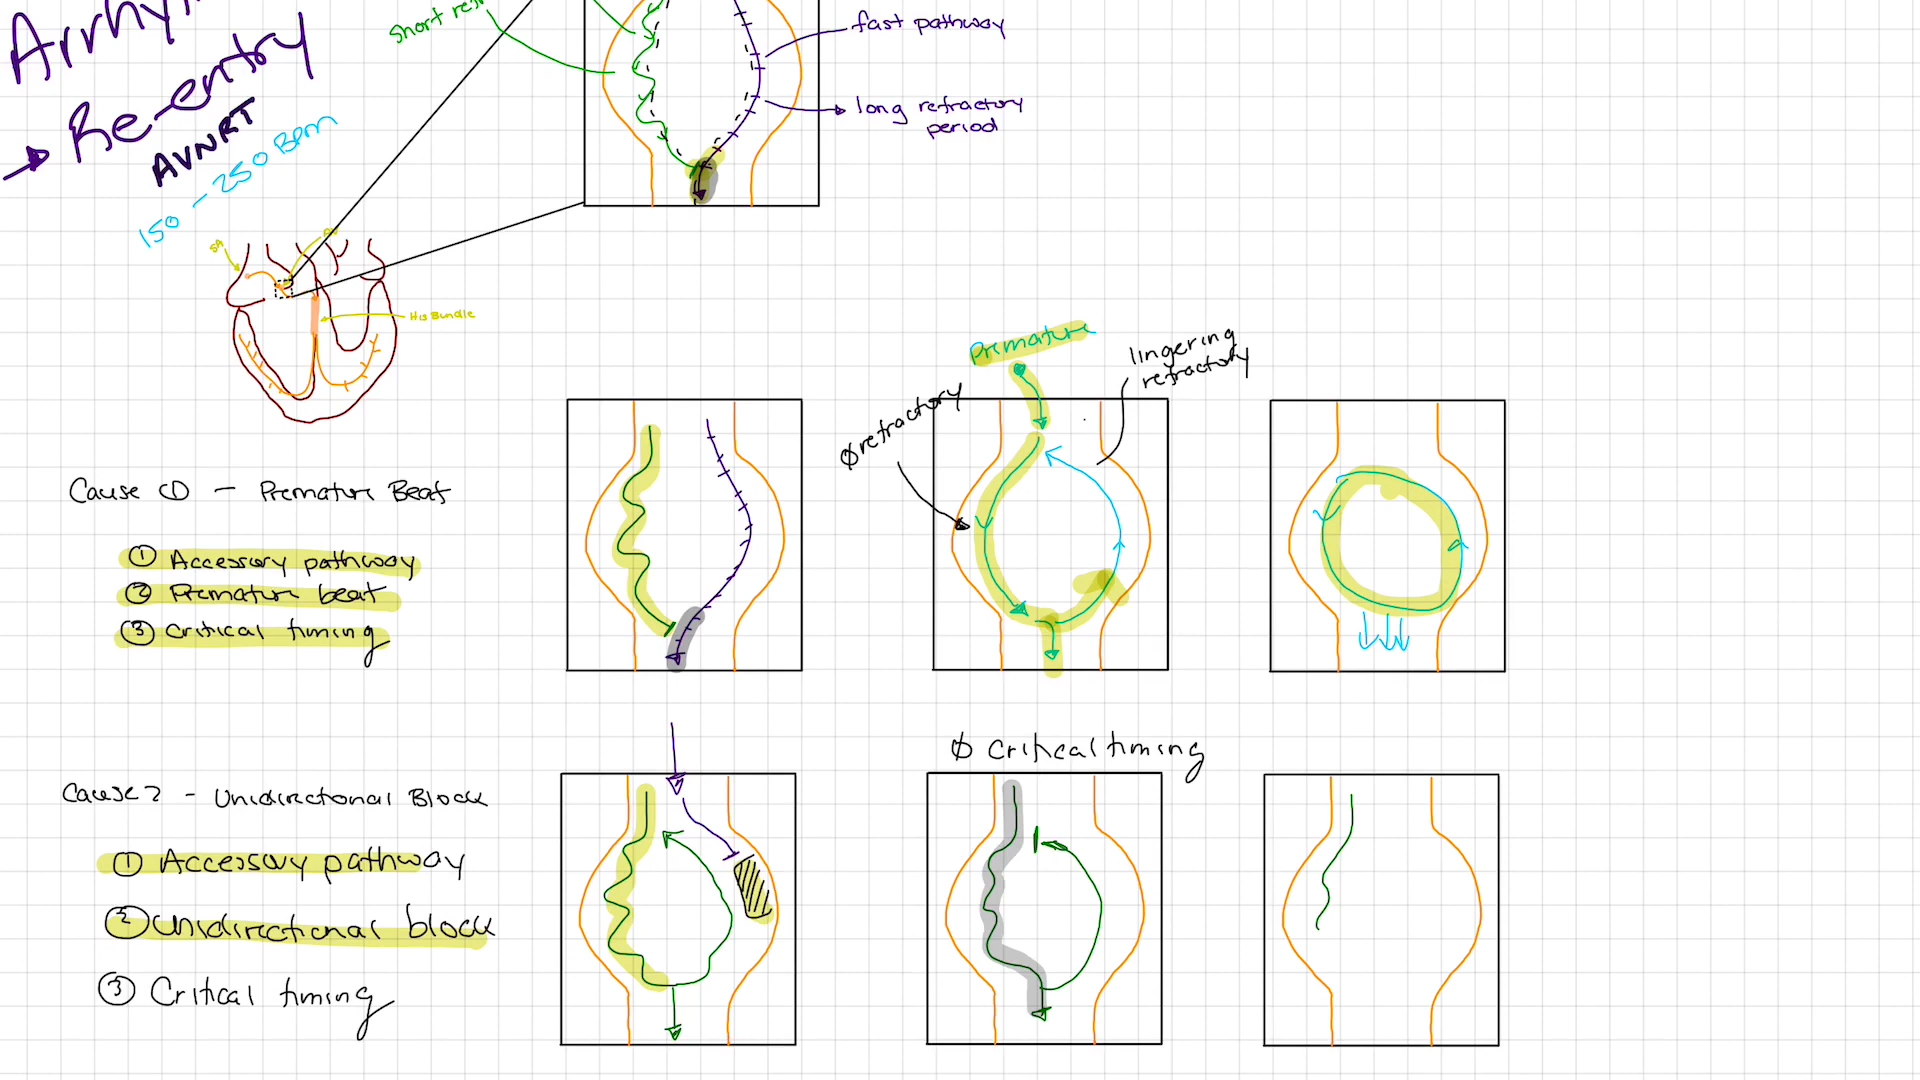 Re-entry
AVNRT
150 - 250 Bpm
Short
fast pathway
long refractory
period
SA
His Bundle
Premature
lingering
refractory
Ø refractory
Cause ① - Premature Beat
① Accessory pathway
② Premature beat
③ Critical timing
Ø Critical timing
Cause 2 - Unidirectional Block
① Accessory pathway
② Unidirectional block
③ Critical timing